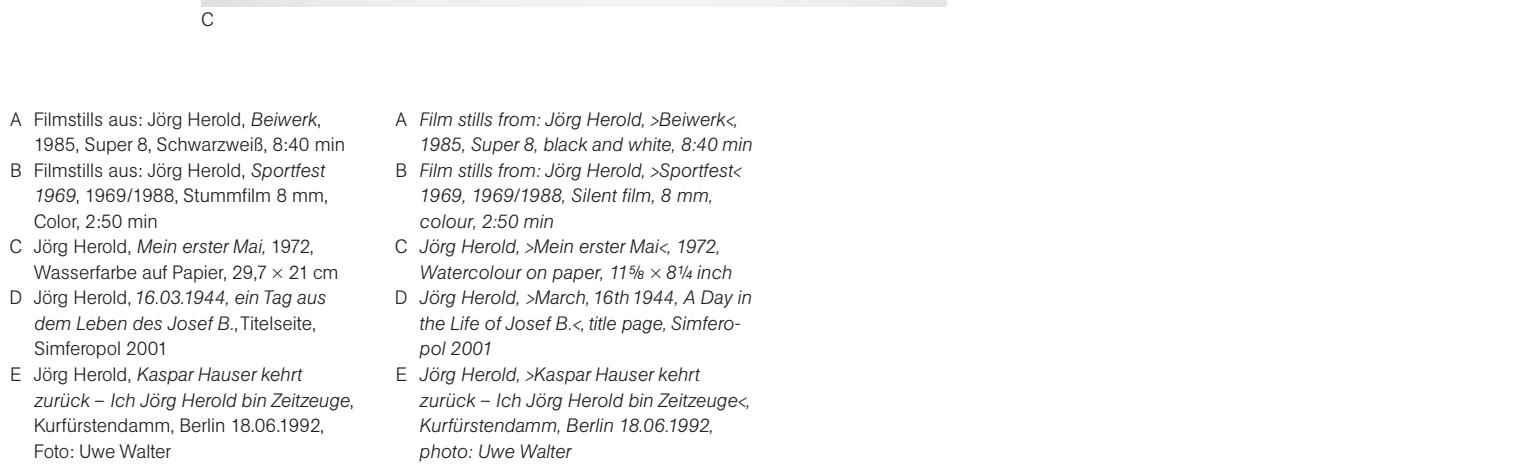 C
A Filmstills aus: Jörg Herold, Beiwerk,
1985, Super 8, Schwarzweiß, 8:40 min
B Filmstills aus: Jörg Herold, Sportfest
1969, 1969/1988, Stummfilm 8 mm,
Color, 2:50 min
C Jörg Herold, Mein erster Mai, 1972,
Wasserfarbe auf Papier, 29,7 × 21 cm
D Jörg Herold, 16.03.1944, ein Tag aus
dem Leben des Josef B., Titelseite,
Simferopol 2001
E Jörg Herold, Kaspar Hauser kehrt
zurück – Ich Jörg Herold bin Zeitzeuge,
Kurfürstendamm, Berlin 18.06.1992,
Foto: Uwe Walter
A Film stills from: Jörg Herold, >Beiwerk<,
1985, Super 8, black and white, 8:40 min
B Film stills from: Jörg Herold, >Sportfest<
1969, 1969/1988, Silent film, 8 mm,
colour, 2:50 min
C Jörg Herold, >Mein erster Mai<, 1972,
Watercolour on paper, 11⅝ × 8¼ inch
D Jörg Herold, >March, 16th 1944, A Day in
the Life of Josef B.<, title page, Simfero-
pol 2001
E Jörg Herold, >Kaspar Hauser kehrt
zurück – Ich Jörg Herold bin Zeitzeuge<,
Kurfürstendamm, Berlin 18.06.1992,
photo: Uwe Walter